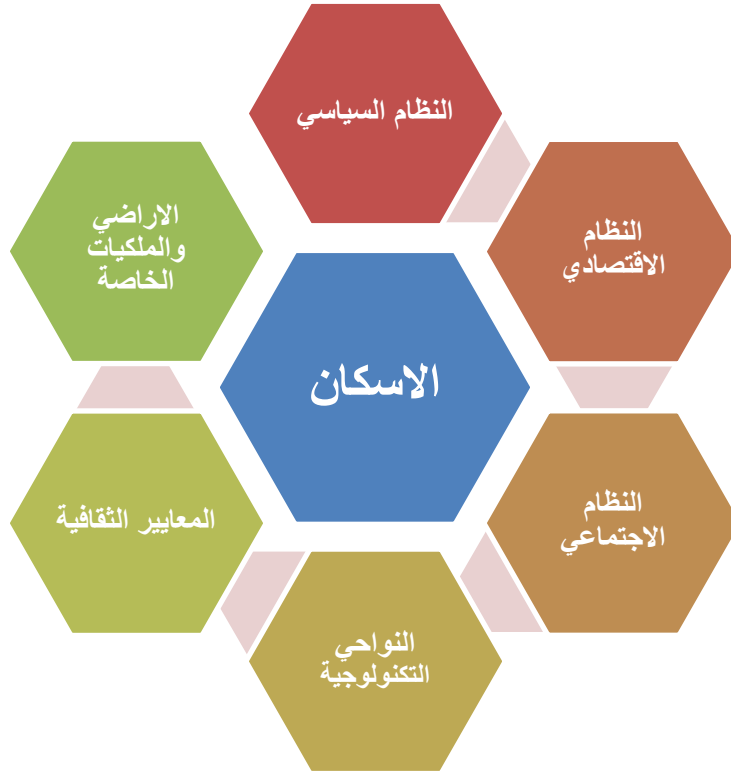 النظام السياسي
النظام
الاقتصادي
النظام
الاجتماعي
النواحي
التكنولوجية
المعايير الثقافية
الاراضي
والملكيات
الخاصة
الاسكان